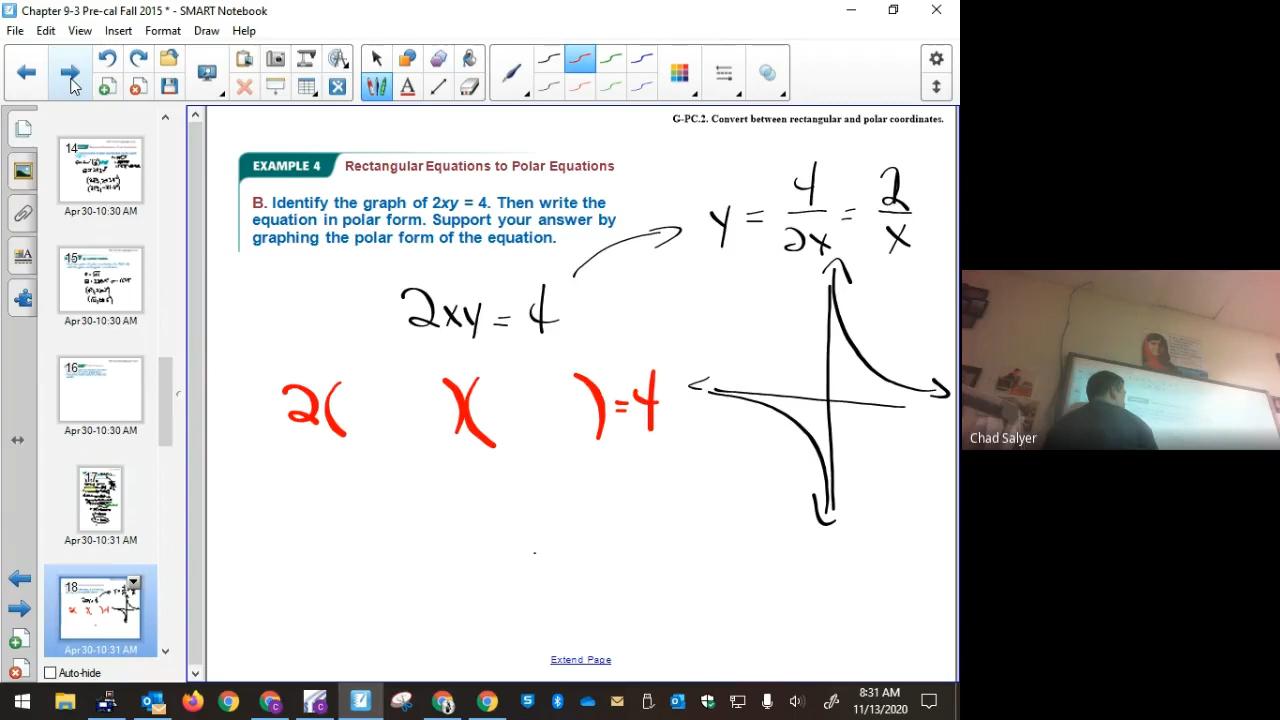 Chapter 9-3 Pre-cal Fall 2015 * - SMART Notebook
File Edit View Insert Format Draw Help
G-PC.2. Convert between rectangular and polar coordinates.
EXAMPLE 4 Rectangular Equations to Polar Equations
B. Identify the graph of 2xy = 4. Then write the
equation in polar form. Support your answer by
graphing the polar form of the equation.
y = 4/2x = 2/x
2xy = 4
2( )( ) = 4
14
Apr 30-10:30 AM
15
Apr 30-10:30 AM
16
Apr 30-10:30 AM
17
Apr 30-10:31 AM
18
Apr 30-10:31 AM
Auto-hide
Extend Page
Chad Salyer
8:31 AM
11/13/2020